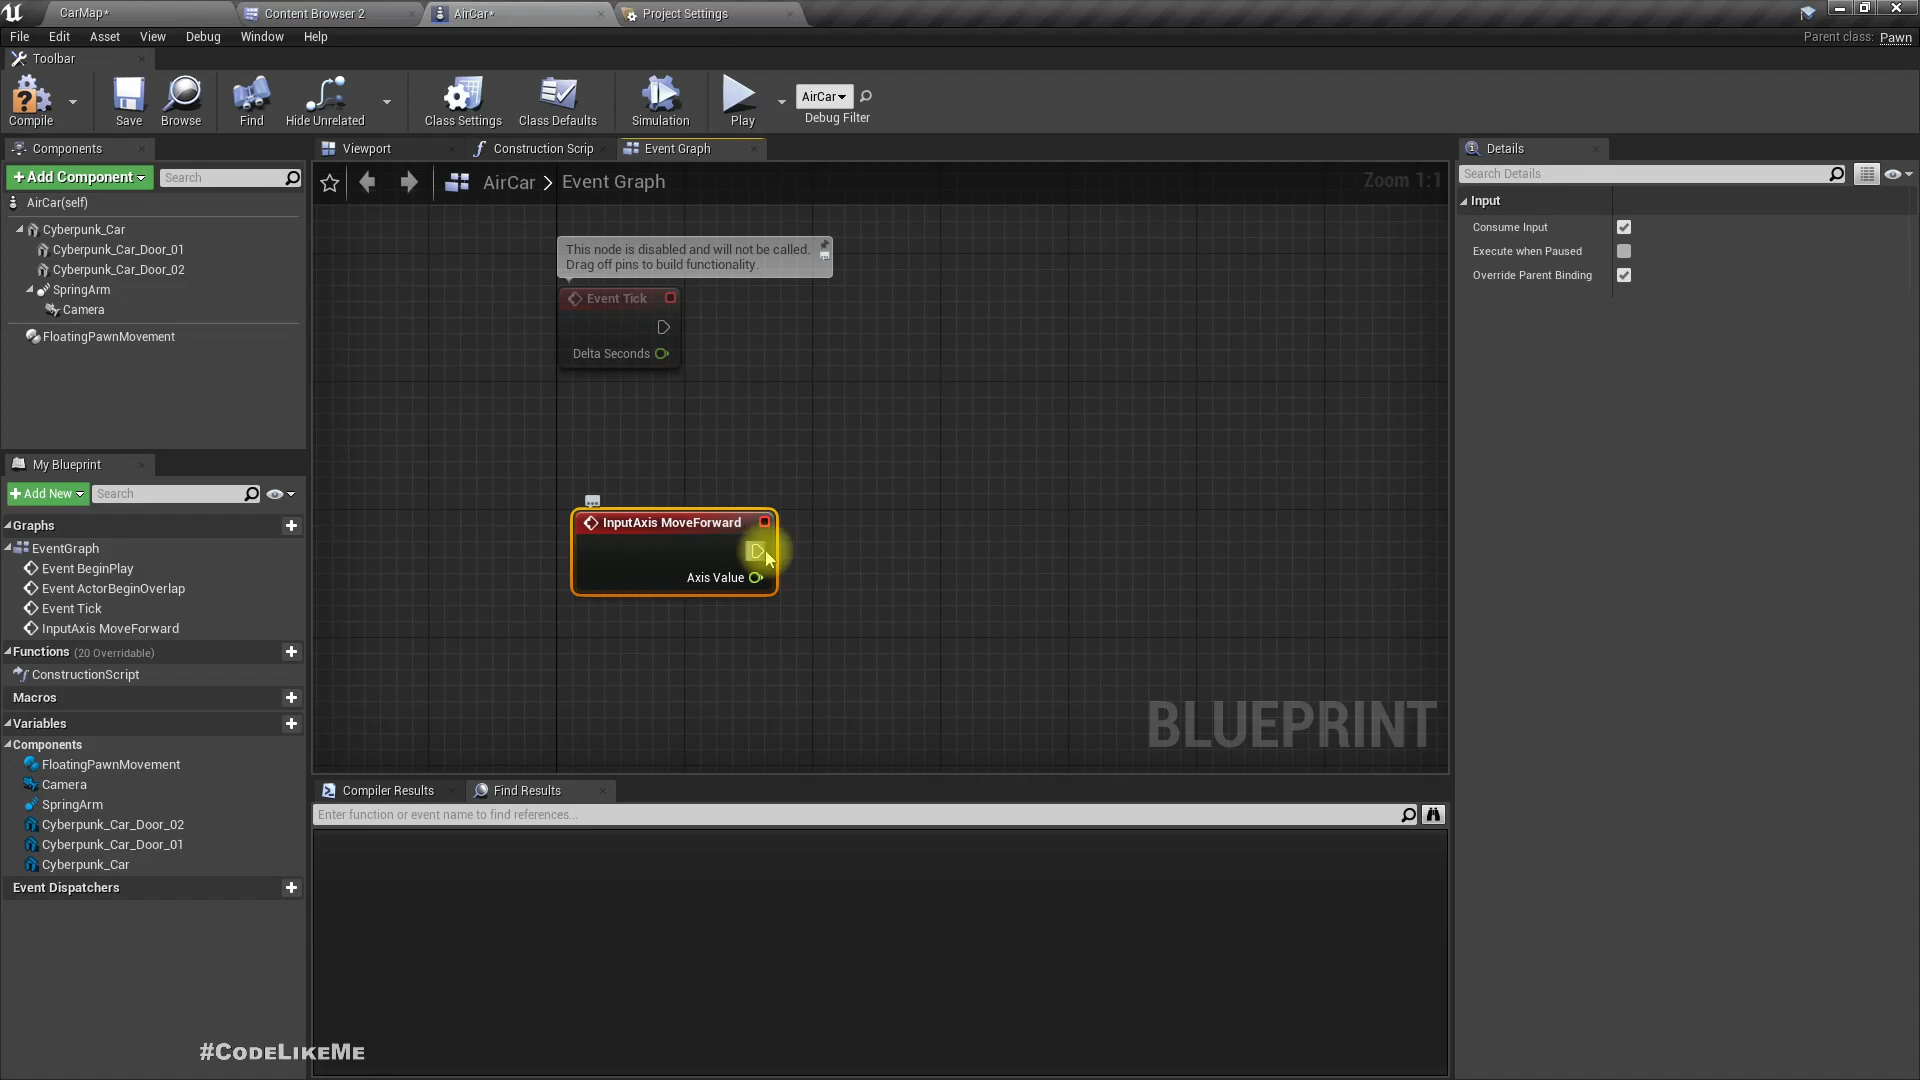 CarMap*
Content Browser 2
AirCar*
Project Settings
File Edit Asset View Debug Window Help
Parent class: Pawn
Toolbar
Compile
Save
Browse
Find
Hide Unrelated
Class Settings
Class Defaults
Simulation
Play
AirCar
Debug Filter
Components
Add Component
Search
AirCar(self)
Cyberpunk_Car
Cyberpunk_Car_Door_01
Cyberpunk_Car_Door_02
SpringArm
Camera
FloatingPawnMovement
My Blueprint
Add New
Search
Graphs
EventGraph
Event BeginPlay
Event ActorBeginOverlap
Event Tick
InputAxis MoveForward
Functions (20 Overridable)
ConstructionScript
Macros
Variables
Components
FloatingPawnMovement
Camera
SpringArm
Cyberpunk_Car_Door_02
Cyberpunk_Car_Door_01
Cyberpunk_Car
Event Dispatchers
Viewport
Construction Scrip
Event Graph
AirCar > Event Graph
Zoom 1:1
This node is disabled and will not be called.
Drag off pins to build functionality.
Event Tick
Delta Seconds
InputAxis MoveForward
Axis Value
BLUEPRINT
Compiler Results
Find Results
Enter function or event name to find references...
Details
Search Details
Input
Consume Input
Execute when Paused
Override Parent Binding
#CodeLikeMe